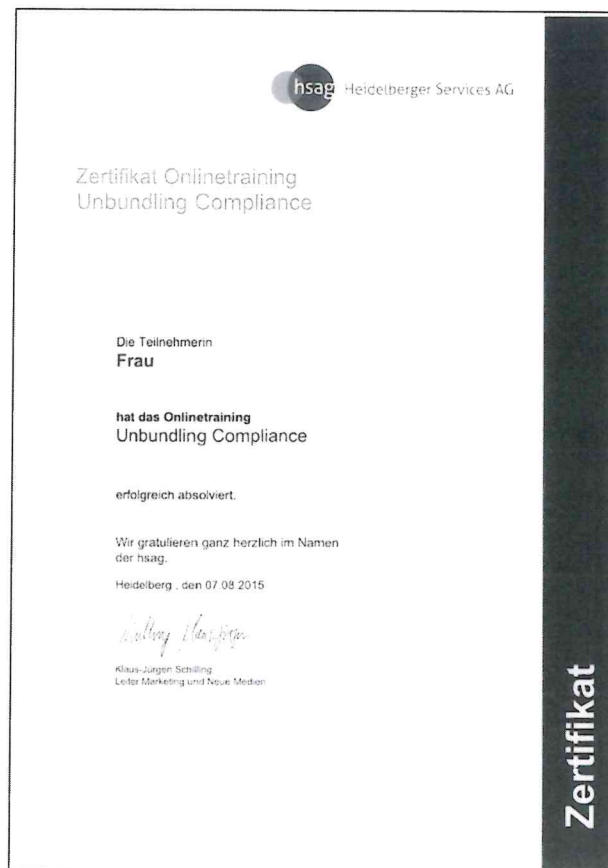 hsag Heidelberger Services AG
Zertifikat Onlinetraining
Unbundling Compliance
Die Teilnehmerin
Frau
hat das Onlinetraining
Unbundling Compliance
erfolgreich absolviert.
Wir gratulieren ganz herzlich im Namen
der hsag.
Heidelberg , den 07.08.2015
Klaus-Jürgen Schilling
Leiter Marketing und Neue Medien
Zertifikat